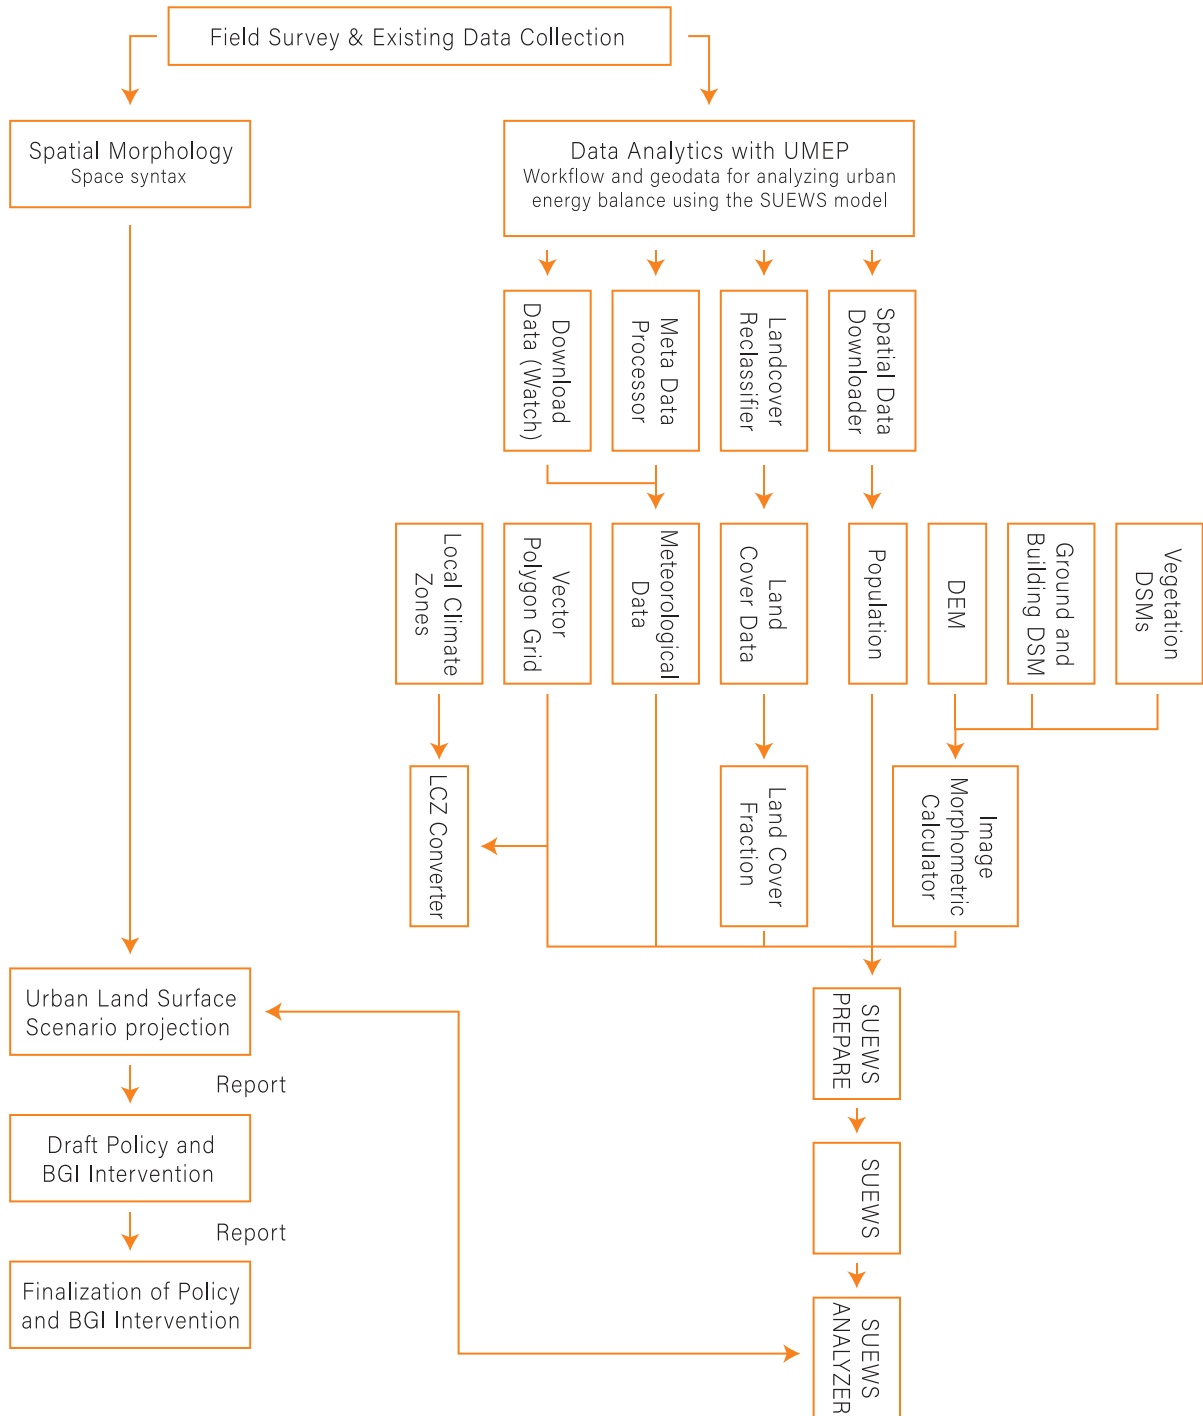 Field Survey & Existing Data Collection
Spatial Morphology
Space syntax
Data Analytics with UMEP
Workflow and geodata for analyzing urban
energy balance using the SUEWS model
Download
Data (Watch)
Meta Data
Processor
Landcover
Reclassifier
Spatial Data
Downloader
Local Climate
Zones
Vector
Polygon Grid
Meteorological
Data
Land
Cover Data
Population
DEM
Ground and
Building DSM
Vegetation
DSMs
LCZ Converter
Land Cover
Fraction
Image
Morphometric
Calculator
Urban Land Surface
Scenario projection
SUEWS
PREPARE
Report
Draft Policy and
BGI Intervention
SUEWS
Report
Finalization of Policy
and BGI Intervention
SUEWS
ANALYZER